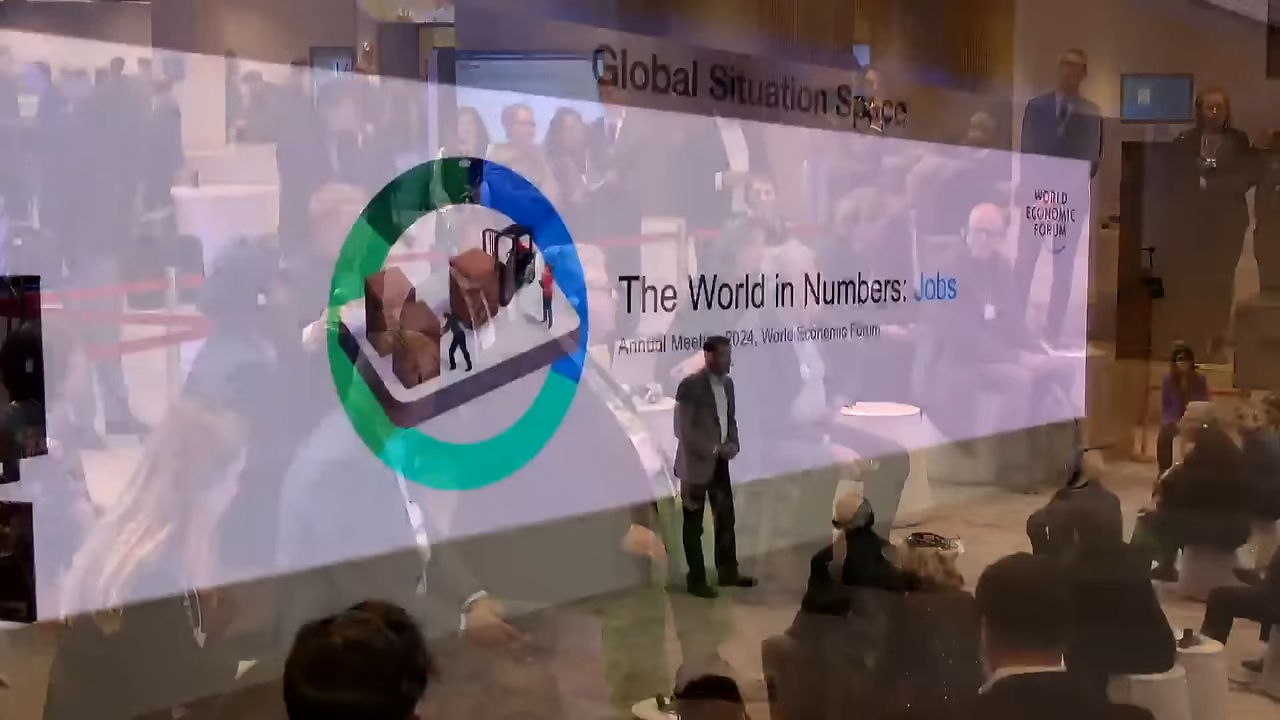 Global Situation Space
WORLD
ECONOMIC
FORUM
The World in Numbers: Jobs
Annual Meeting 2024, World Economic Forum